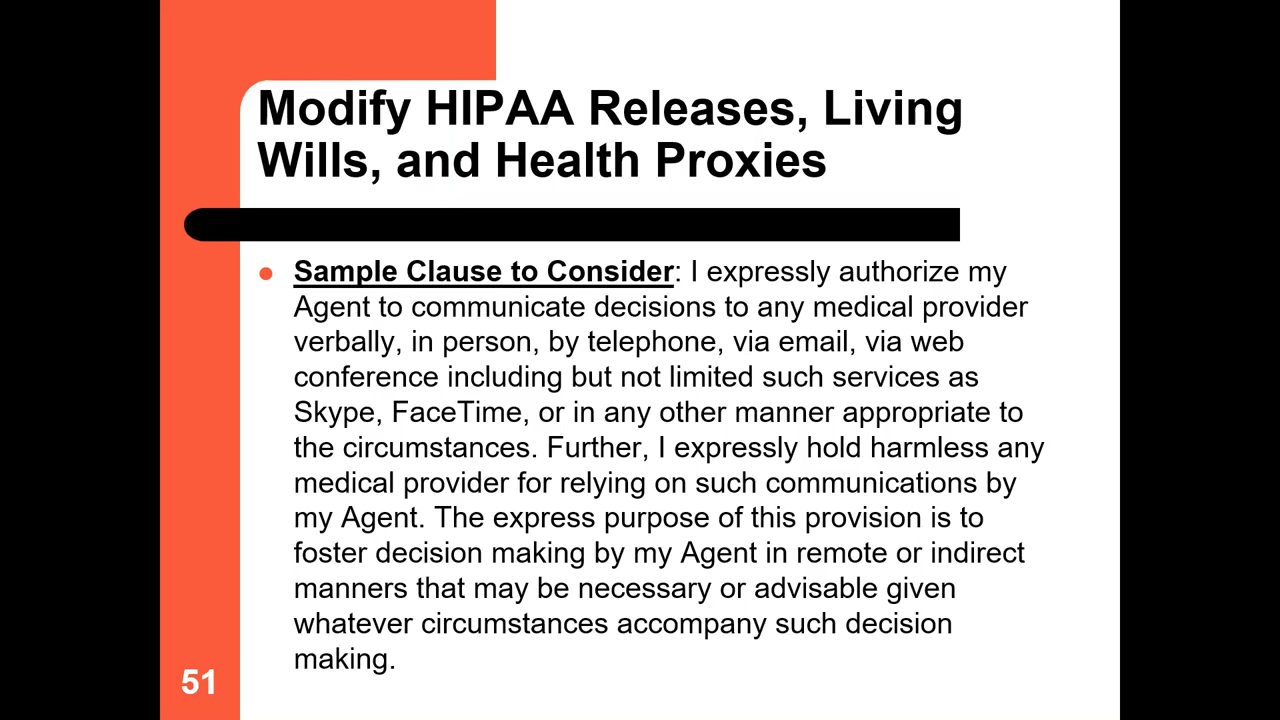 Modify HIPAA Releases, Living
Wills, and Health Proxies
Sample Clause to Consider: I expressly authorize my
Agent to communicate decisions to any medical provider
verbally, in person, by telephone, via email, via web
conference including but not limited such services as
Skype, FaceTime, or in any other manner appropriate to
the circumstances. Further, I expressly hold harmless any
medical provider for relying on such communications by
my Agent. The express purpose of this provision is to
foster decision making by my Agent in remote or indirect
manners that may be necessary or advisable given
whatever circumstances accompany such decision
making.
51